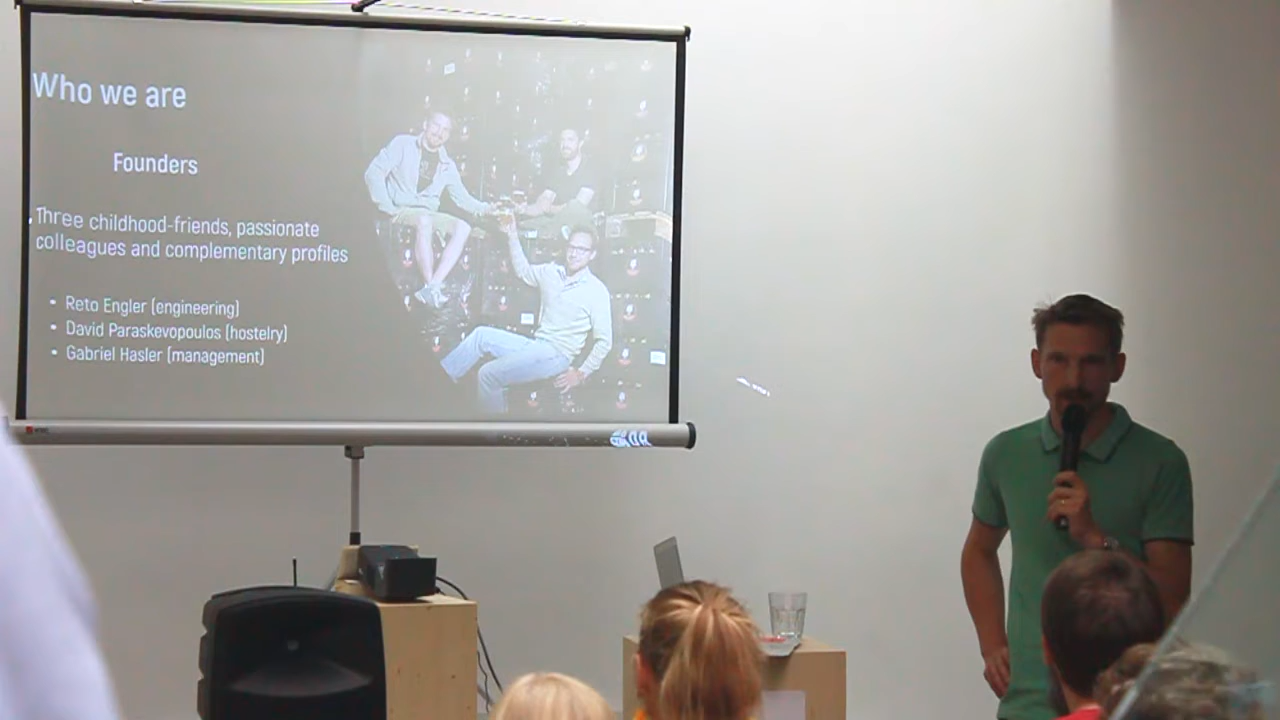 Who we are
Founders
Three childhood-friends, passionate
colleagues and complementary profiles
• Reto Engler (engineering)
• David Paraskevopoulos (hostelry)
• Gabriel Hasler (management)